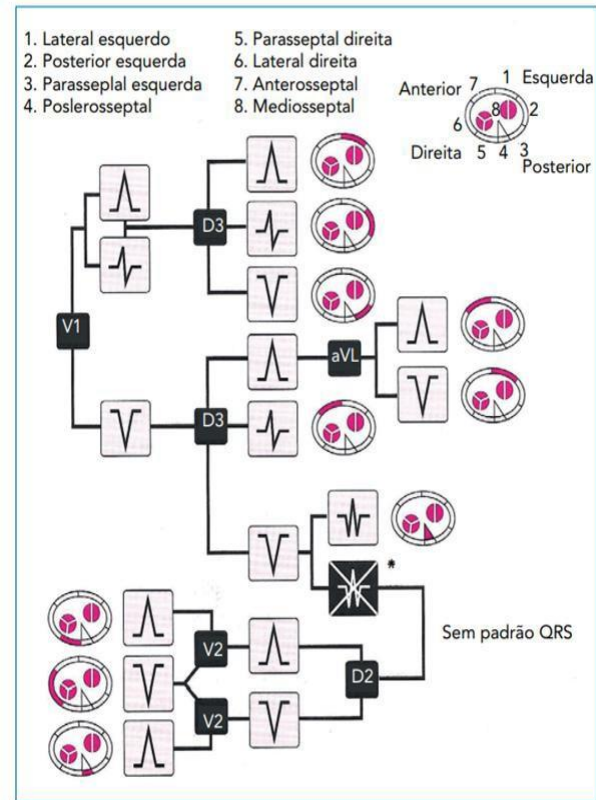 1. Lateral esquerdo
2. Posterior esquerda
3. Parasseplal esquerda
4. Poslerosseptal
5. Parasseptal direita
6. Lateral direita
7. Anterosseptal
8. Mediosseptal
Anterior 7 1 Esquerda
8 2
6
Direita 5 4 3
Posterior
D3
V1
aVL
D3
*
Sem padrão QRS
V2
D2
V2